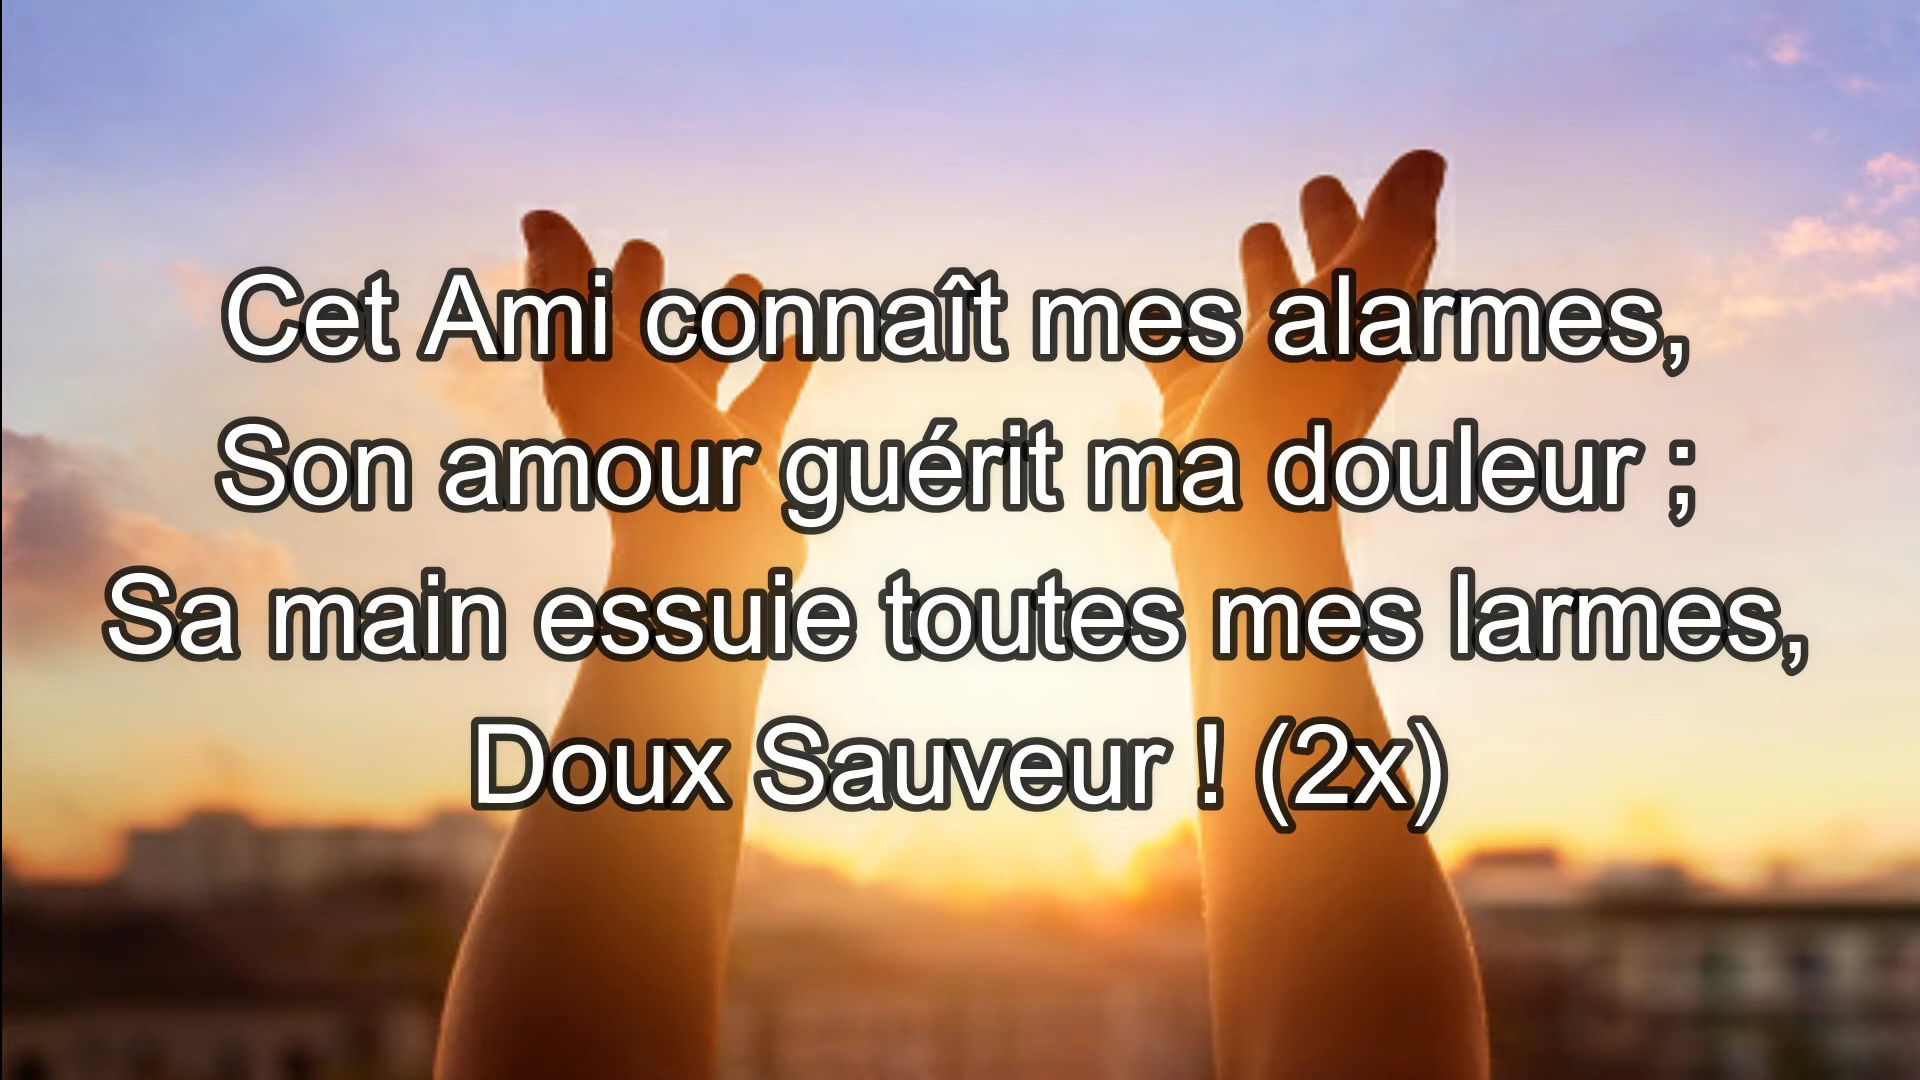 Cet Ami connaît mes alarmes,
Son amour guérit ma douleur ;
Sa main essuie toutes mes larmes,
Doux Sauveur ! (2x)